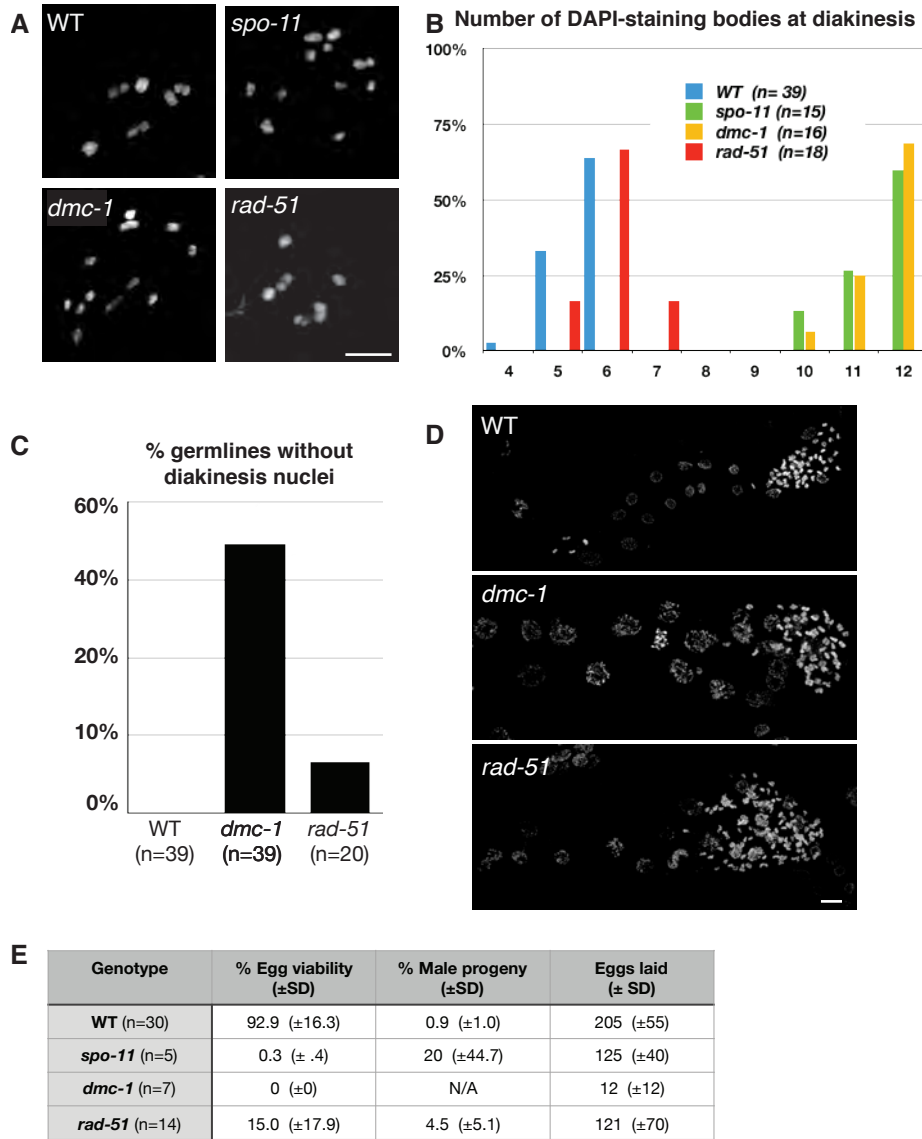 A
WT
spo-11
dmc-1
rad-51
B Number of DAPI-staining bodies at diakinesis
100%
75%
50%
25%
0%
WT (n= 39)
spo-11 (n=15)
dmc-1 (n=16)
rad-51 (n=18)
4 5 6 7 8 9 10 11 12
C
% germlines without
diakinesis nuclei
60%
40%
20%
10%
0%
WT dmc-1 rad-51
(n=39) (n=39) (n=20)
D
WT
dmc-1
rad-51
E
Genotype % Egg viability % Male progeny Eggs laid
(±SD) (±SD) (± SD)
WT (n=30) 92.9 (±16.3) 0.9 (±1.0) 205 (±55)
spo-11 (n=5) 0.3 (± .4) 20 (±44.7) 125 (±40)
dmc-1 (n=7) 0 (±0) N/A 12 (±12)
rad-51 (n=14) 15.0 (±17.9) 4.5 (±5.1) 121 (±70)